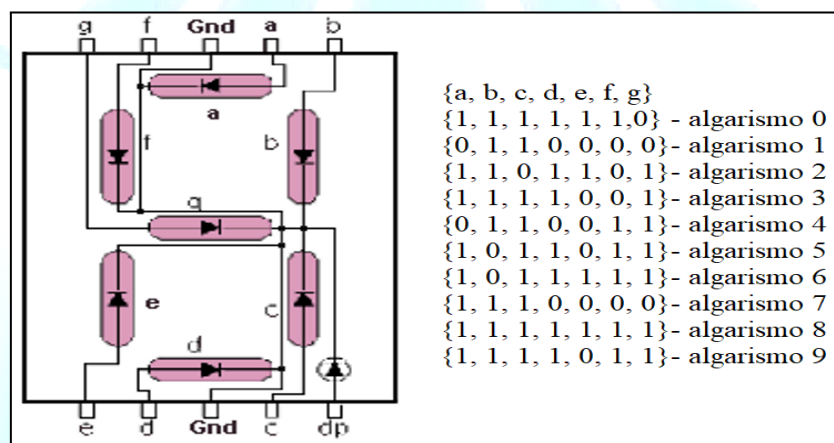 g f Gnd a b
a
f b
g
e c
d
e d Gnd c dp
{a, b, c, d, e, f, g}
{1, 1, 1, 1, 1, 1,0} - algarismo 0
{0, 1, 1, 0, 0, 0, 0}- algarismo 1
{1, 1, 0, 1, 1, 0, 1}- algarismo 2
{1, 1, 1, 1, 0, 0, 1}- algarismo 3
{0, 1, 1, 0, 0, 1, 1}- algarismo 4
{1, 0, 1, 1, 0, 1, 1}- algarismo 5
{1, 0, 1, 1, 1, 1, 1}- algarismo 6
{1, 1, 1, 0, 0, 0, 0}- algarismo 7
{1, 1, 1, 1, 1, 1, 1}- algarismo 8
{1, 1, 1, 1, 0, 1, 1}- algarismo 9